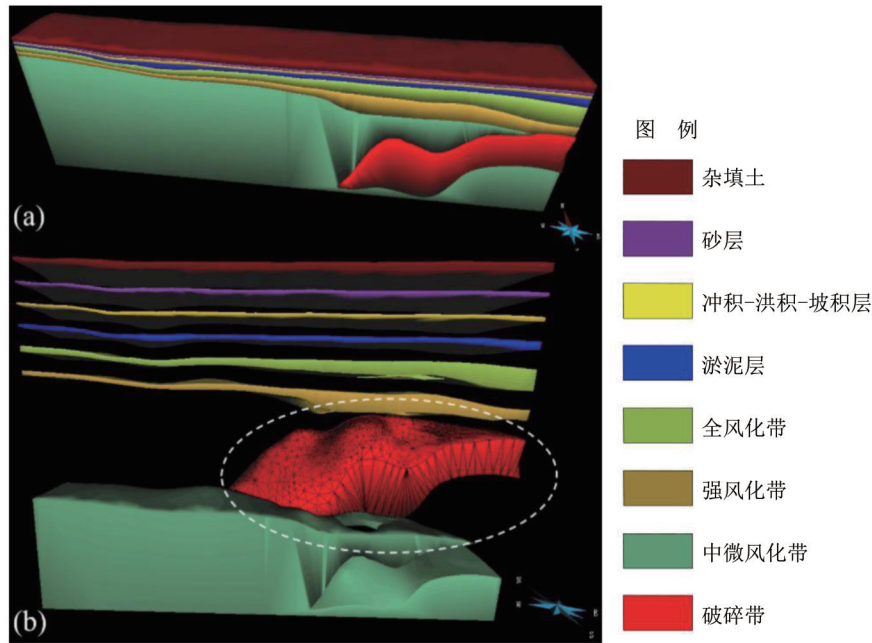 (a)
(b)
图 例
杂填土
砂层
冲积-洪积-坡积层
淤泥层
全风化带
强风化带
中微风化带
破碎带